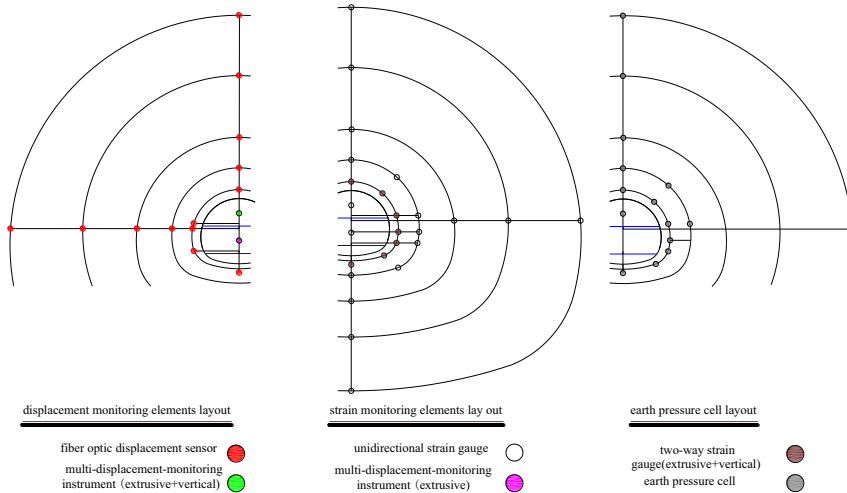 displacement monitoring elements layout
strain monitoring elements lay out
earth pressure cell layout
fiber optic displacement sensor
multi-displacement-monitoring
instrument (extrusive+vertical)
unidirectional strain gauge
multi-displacement-monitoring
instrument (extrusive)
two-way strain
gauge(extrusive+vertical)
earth pressure cell